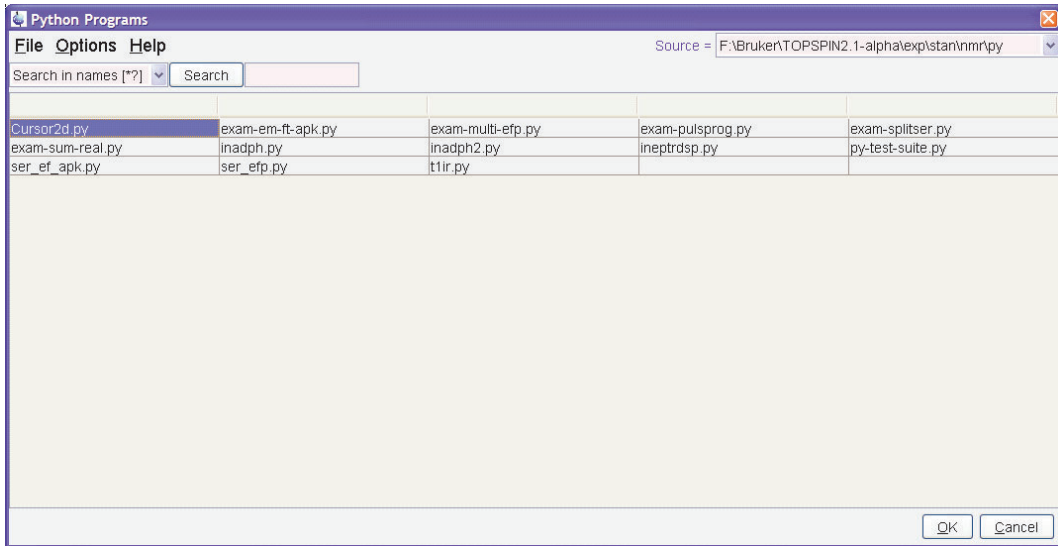 Python Programs
File Options Help Source = F:\Bruker\TOPSPIN2.1-alpha\exp\stan\nmr\py
Search in names [*?] Search
Cursor2d.py exam-em-ft-apk.py exam-multi-efp.py exam-pulsprog.py exam-splitser.py
exam-sum-real.py inadph.py inadph2.py ineptrdsp.py py-test-suite.py
ser_ef_apk.py ser_efp.py t1ir.py
OK Cancel